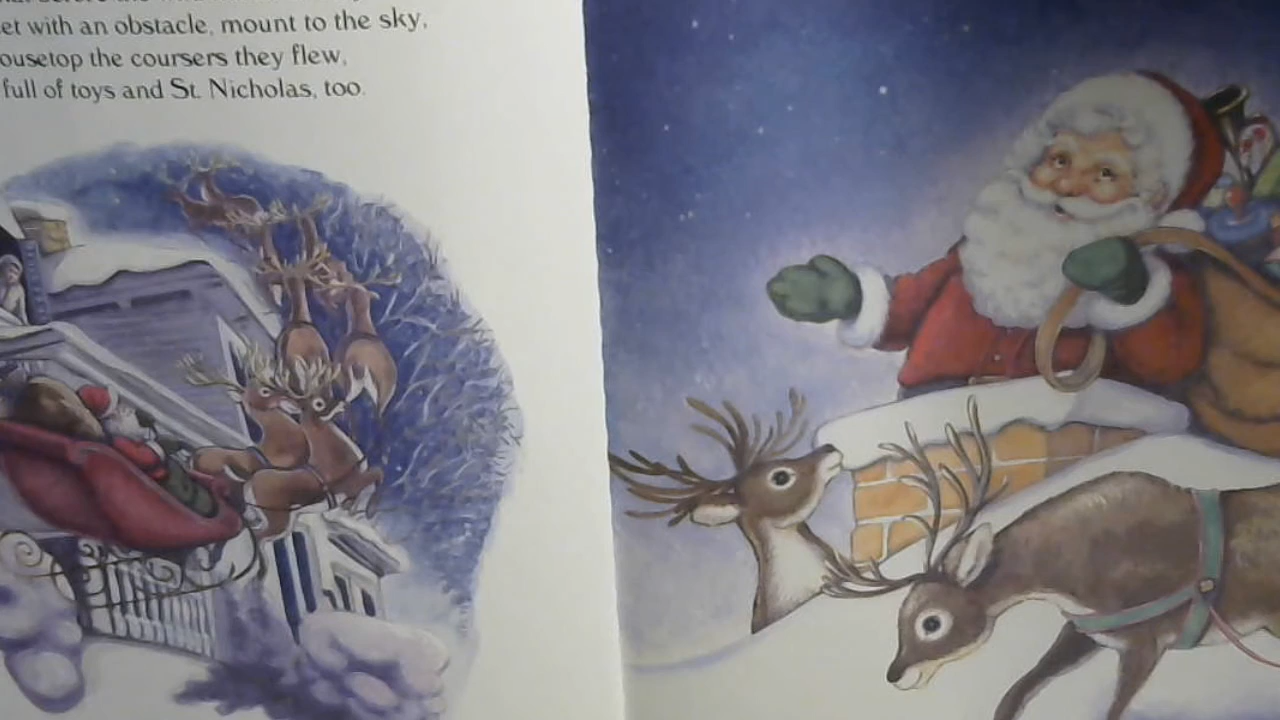 et with an obstacle, mount to the sky,
ousetop the coursers they flew,
full of toys and St. Nicholas, too.